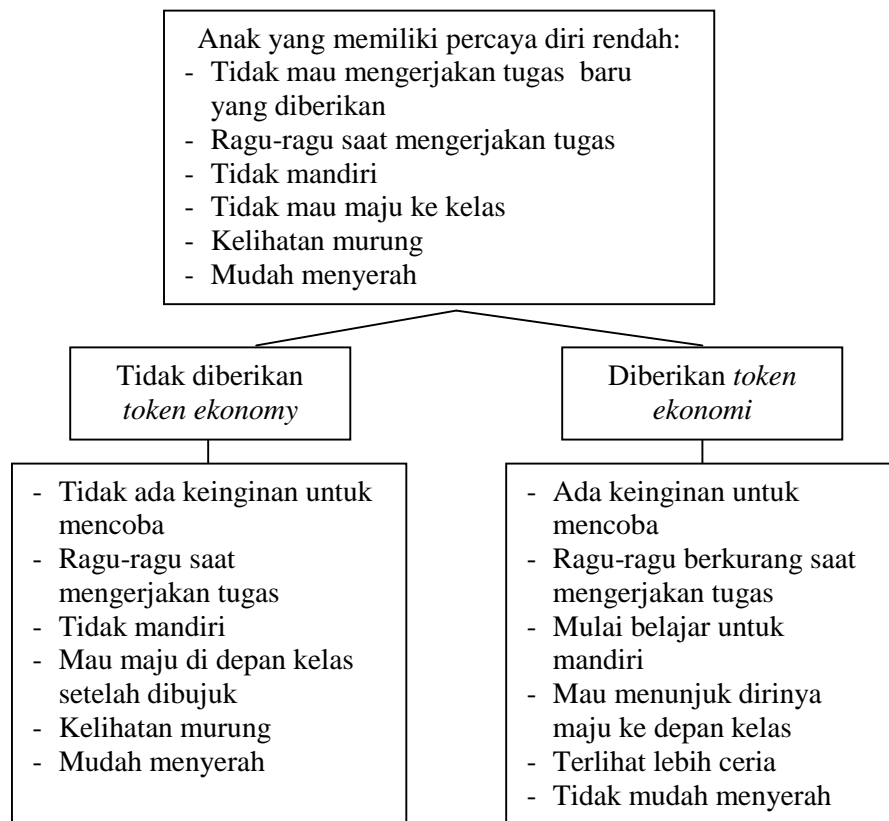 Anak yang memiliki percaya diri rendah:
- Tidak mau mengerjakan tugas baru
yang diberikan
- Ragu-ragu saat mengerjakan tugas
- Tidak mandiri
- Tidak mau maju ke kelas
- Kelihatan murung
- Mudah menyerah
Tidak diberikan
token ekonomy
Diberikan token
ekonomi
- Tidak ada keinginan untuk
mencoba
- Ragu-ragu saat
mengerjakan tugas
- Tidak mandiri
- Mau maju di depan kelas
setelah dibujuk
- Kelihatan murung
- Mudah menyerah
- Ada keinginan untuk
mencoba
- Ragu-ragu berkurang saat
mengerjakan tugas
- Mulai belajar untuk
mandiri
- Mau menunjuk dirinya
maju ke depan kelas
- Terlihat lebih ceria
- Tidak mudah menyerah